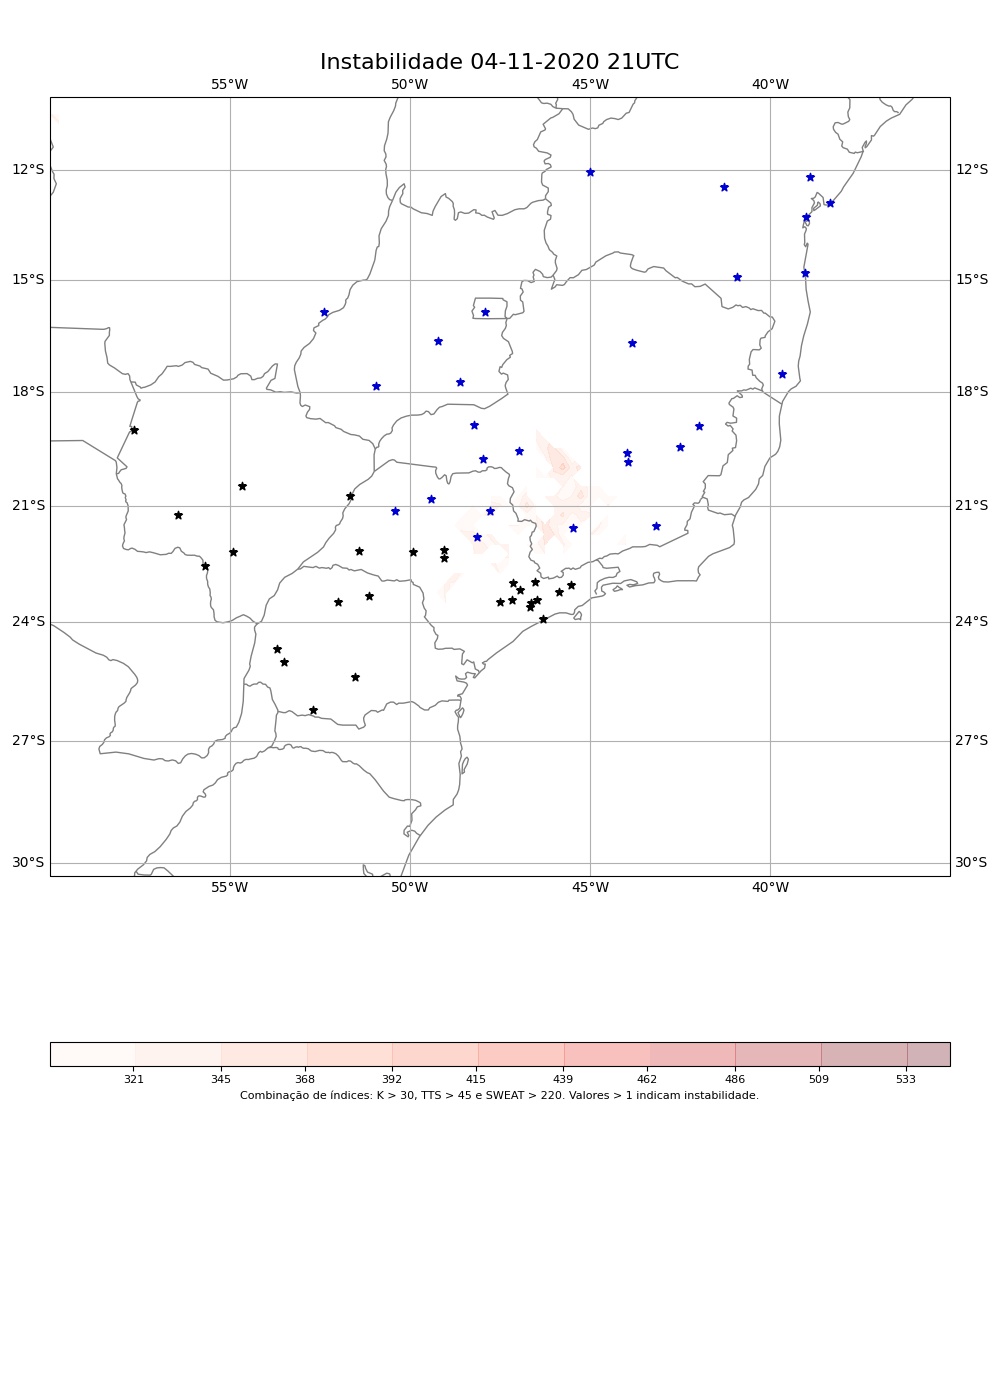 Instabilidade 04-11-2020 21UTC
55°W 50°W 45°W 40°W
12°S 12°S
15°S 15°S
18°S 18°S
21°S 21°S
24°S 24°S
27°S 27°S
30°S 30°S
55°W 50°W 45°W 40°W
321 345 368 392 415 439 462 486 509 533
Combinação de índices: K > 30, TTS > 45 e SWEAT > 220. Valores > 1 indicam instabilidade.